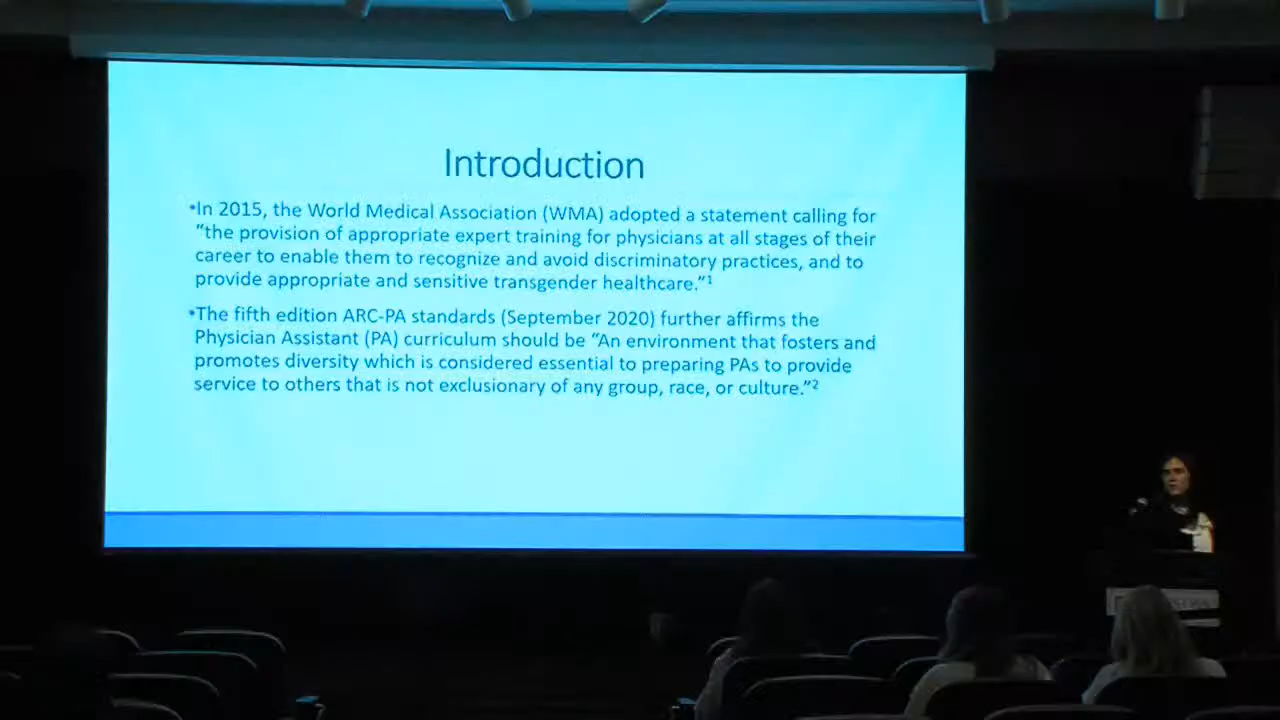 Introduction
•In 2015, the World Medical Association (WMA) adopted a statement calling for
“the provision of appropriate expert training for physicians at all stages of their
career to enable them to recognize and avoid discriminatory practices, and to
provide appropriate and sensitive transgender healthcare.”1
•The fifth edition ARC-PA standards (September 2020) further affirms the
Physician Assistant (PA) curriculum should be “An environment that fosters and
promotes diversity which is considered essential to preparing PAs to provide
service to others that is not exclusionary of any group, race, or culture.”2